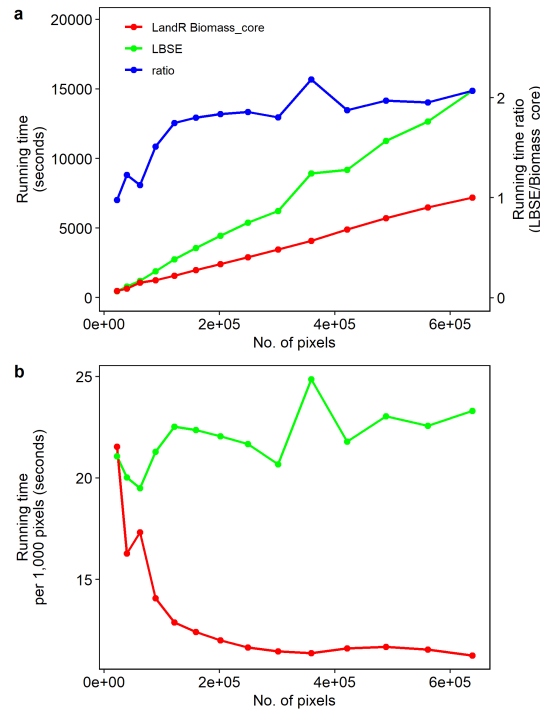 a
20000
15000
10000
5000
0
Running time
(seconds)
LandR Biomass_core
LBSE
ratio
2
1
0
Running time ratio
(LBSE/Biomass_core)
0e+00 2e+05 4e+05 6e+05
No. of pixels
b
25
20
15
Running time
per 1,000 pixels (seconds)
0e+00 2e+05 4e+05 6e+05
No. of pixels